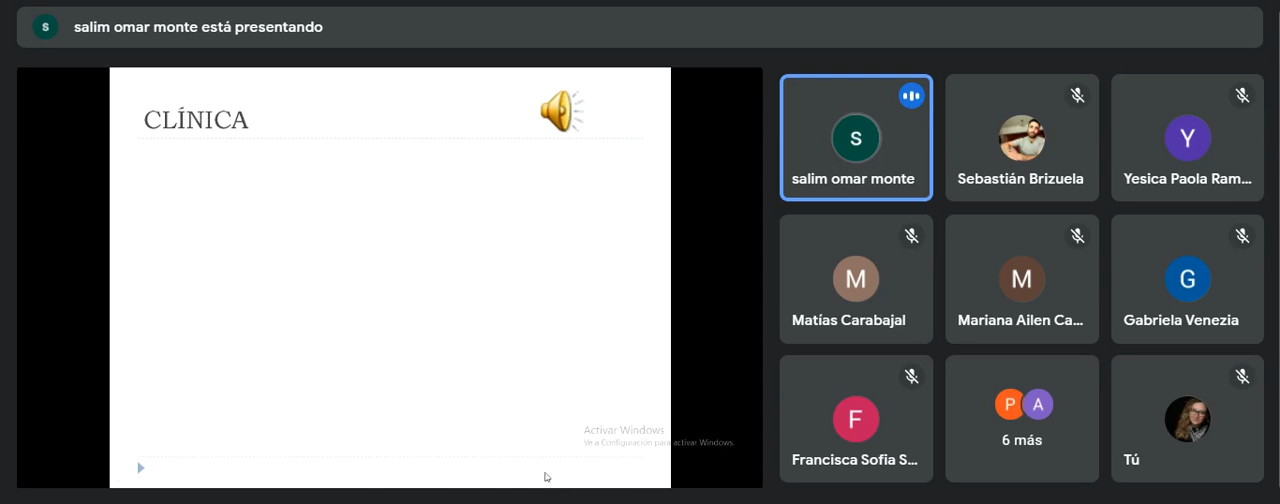 S
salim omar monte está presentando
CLÍNICA
Activar Windows
Ve a Configuración para activar Windows.
S
salim omar monte
Sebastián Brizuela
Y
Yesica Paola Ram...
M
Matías Carabajal
M
Mariana Ailen Ca...
G
Gabriela Venezia
F
Francisca Sofia S...
P A
6 más
Tú